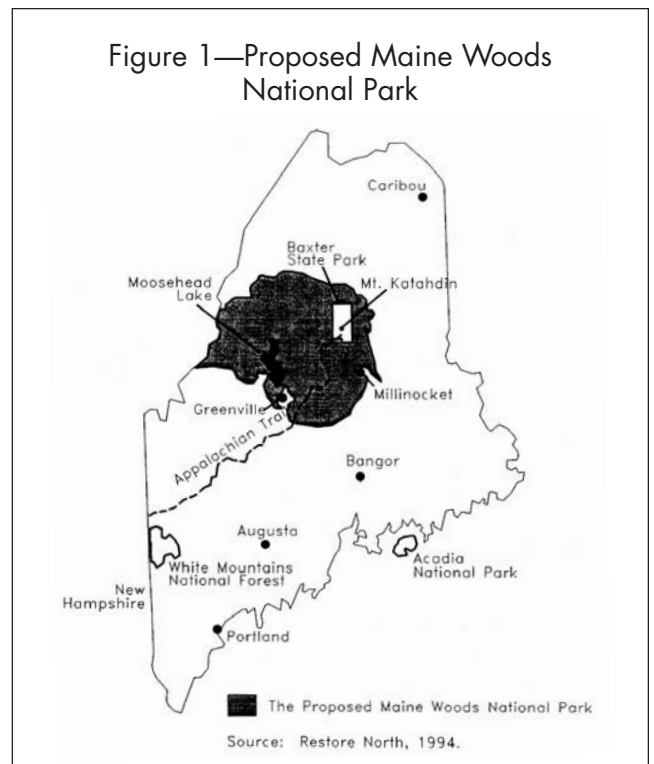 Figure 1—Proposed Maine Woods
National Park
Caribou
Baxter
State Park
Mt. Katahdin
Moosehead
Lake
Millinocket
Greenville
Appalachian Trail
Bangor
Augusta
White Mountains
National Forest
Acadia
National Park
New
Hampshire
Portland
The Proposed Maine Woods National Park
Source: Restore North, 1994.